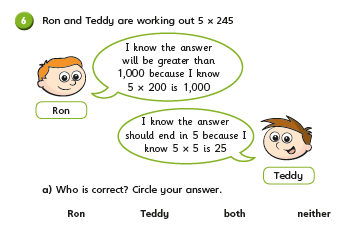 6 Ron and Teddy are working out 5 × 245
I know the answer
will be greater than
1,000 because I know
5 × 200 is 1,000
Ron
I know the answer
should end in 5 because I
know 5 × 5 is 25
Teddy
a) Who is correct? Circle your answer.
Ron Teddy both neither